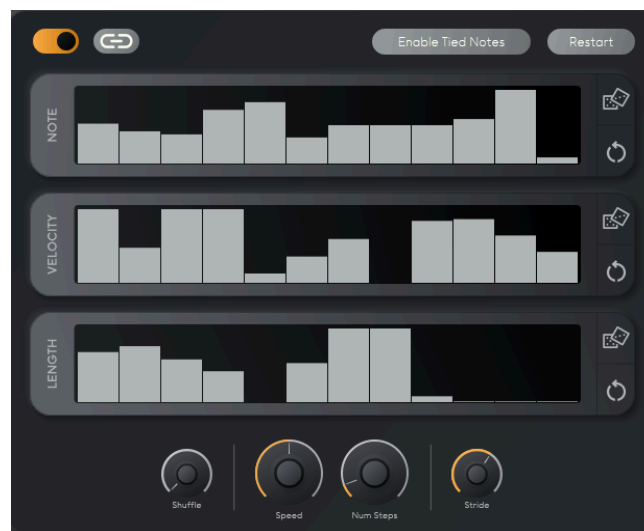 Enable Tied Notes
Restart
NOTE
VELOCITY
LENGTH
Shuffle
Speed
Num Steps
Stride